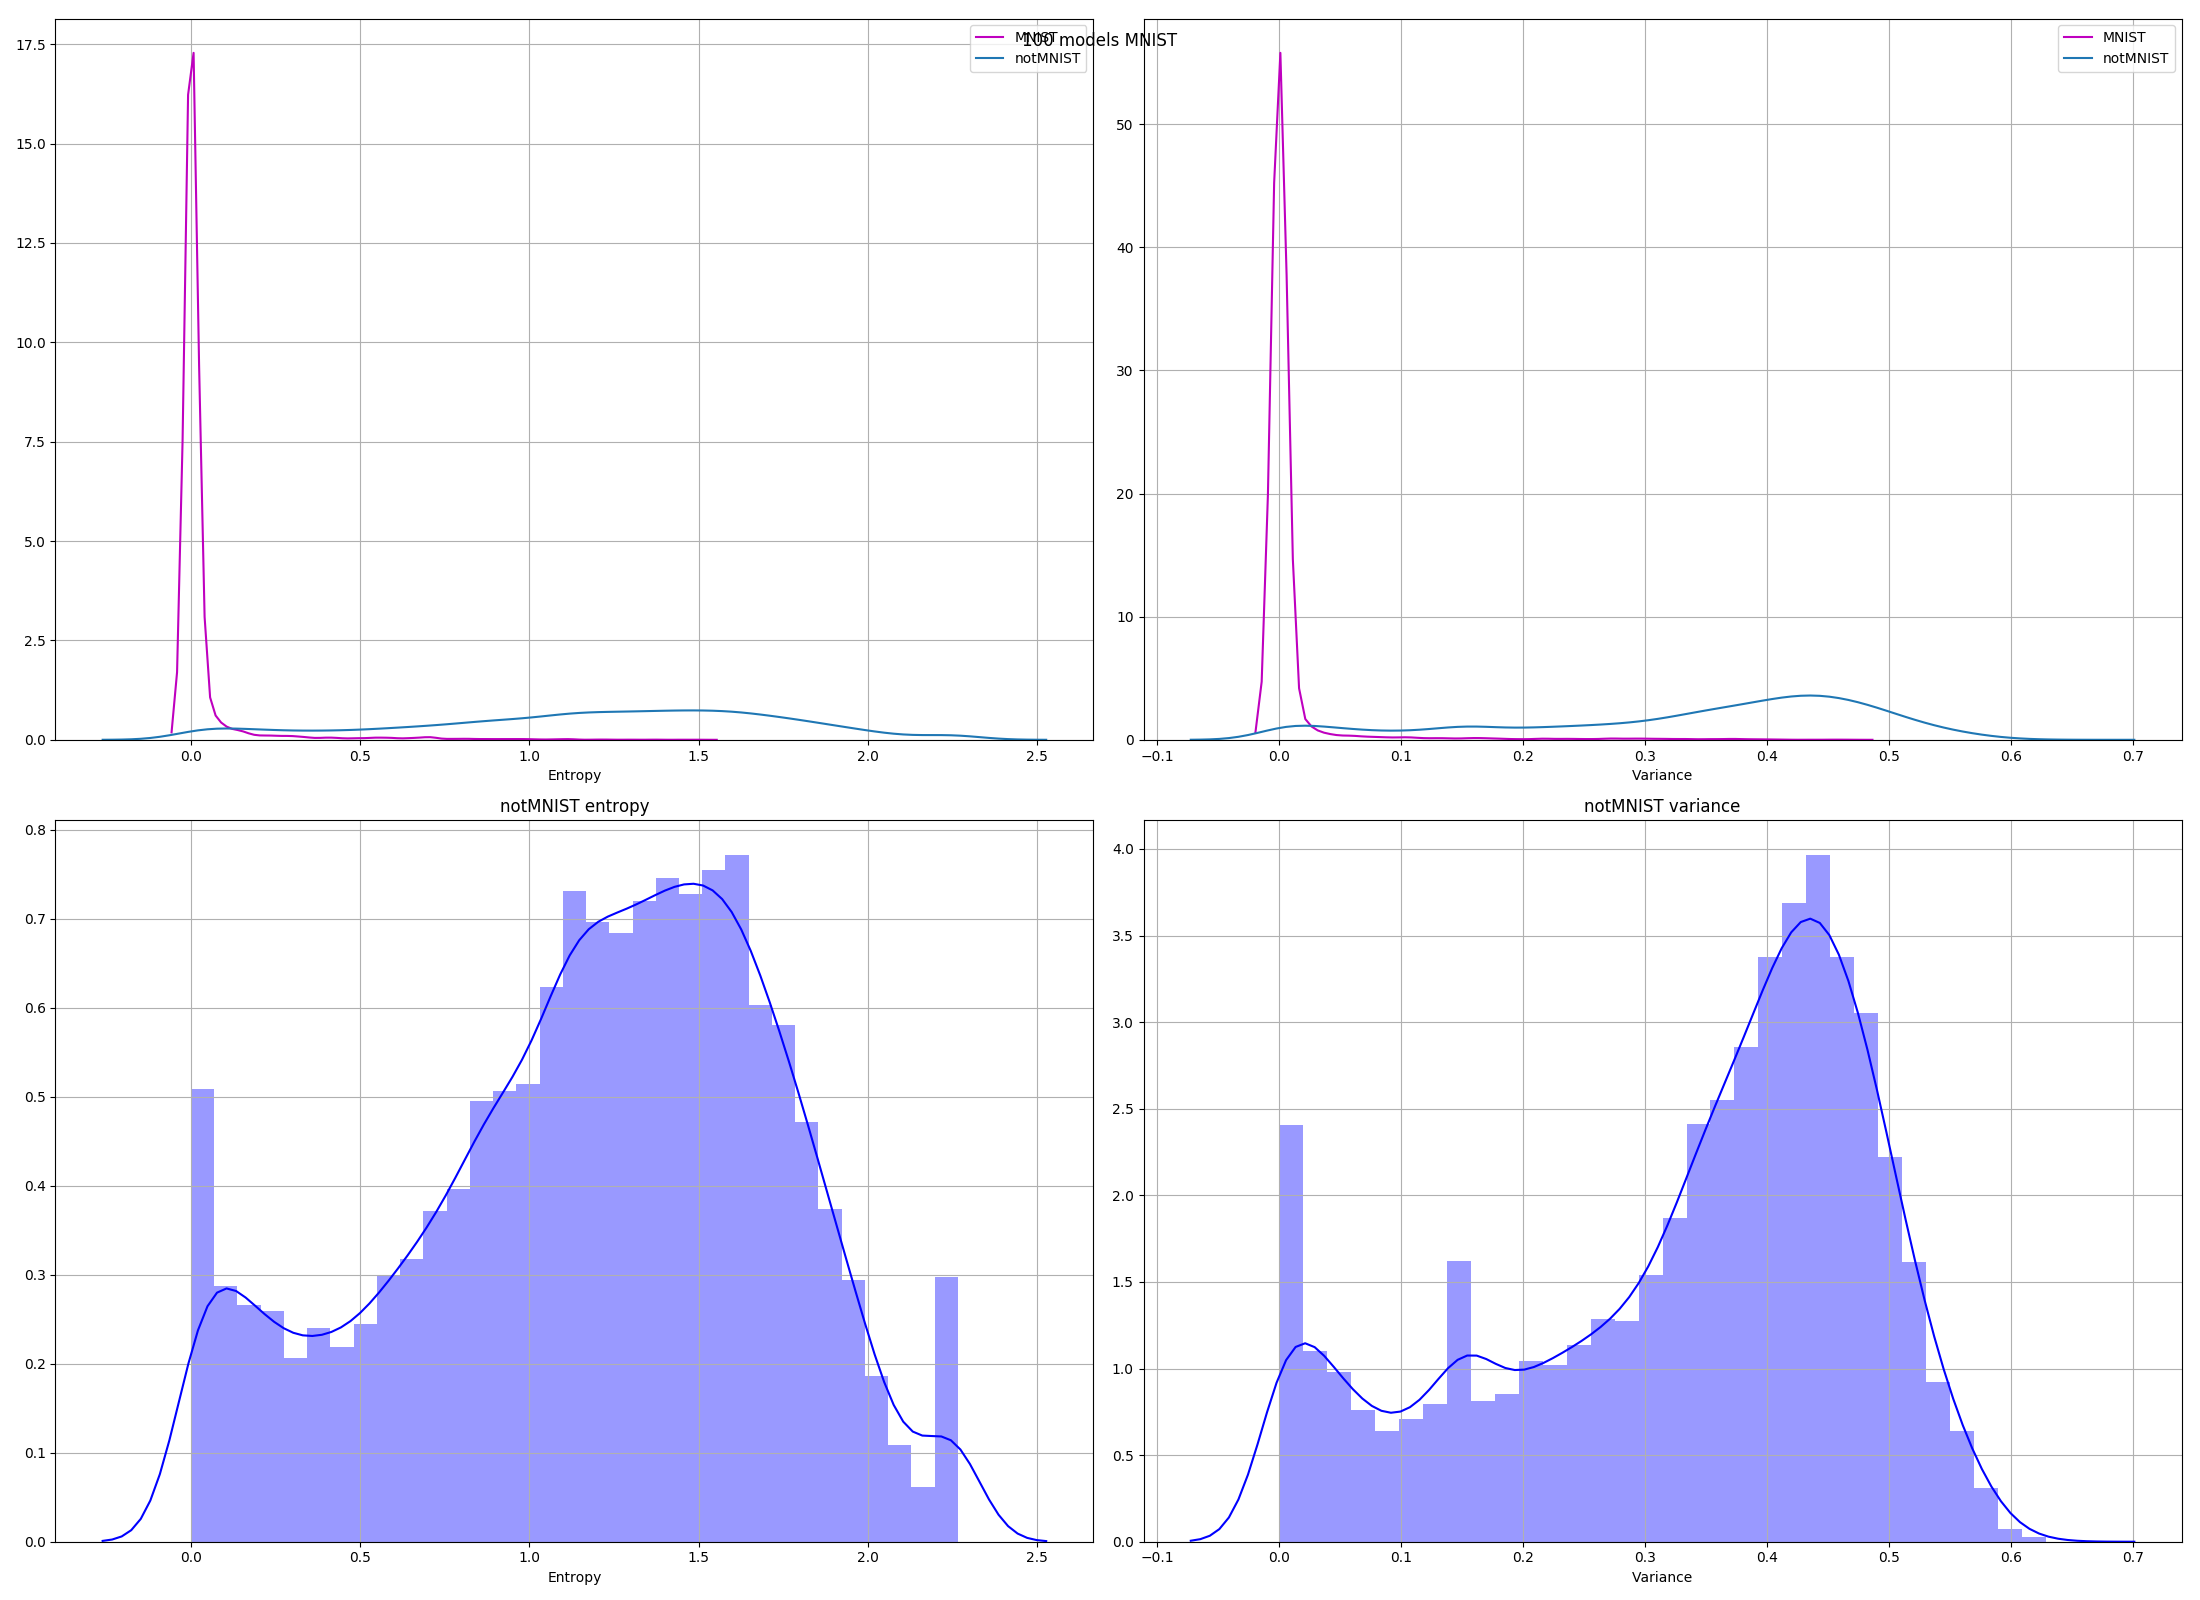 100 models MNIST
MNIST
notMNIST
17.5
15.0
12.5
10.0
7.5
5.0
2.5
0.0
0.0 0.5 1.0 1.5 2.0 2.5
Entropy
MNIST
notMNIST
50
40
30
20
10
0
−0.1 0.0 0.1 0.2 0.3 0.4 0.5 0.6 0.7
Variance
notMNIST entropy
0.8
0.7
0.6
0.5
0.4
0.3
0.2
0.1
0.0
0.0 0.5 1.0 1.5 2.0 2.5
Entropy
notMNIST variance
4.0
3.5
3.0
2.5
2.0
1.5
1.0
0.5
0.0
−0.1 0.0 0.1 0.2 0.3 0.4 0.5 0.6 0.7
Variance